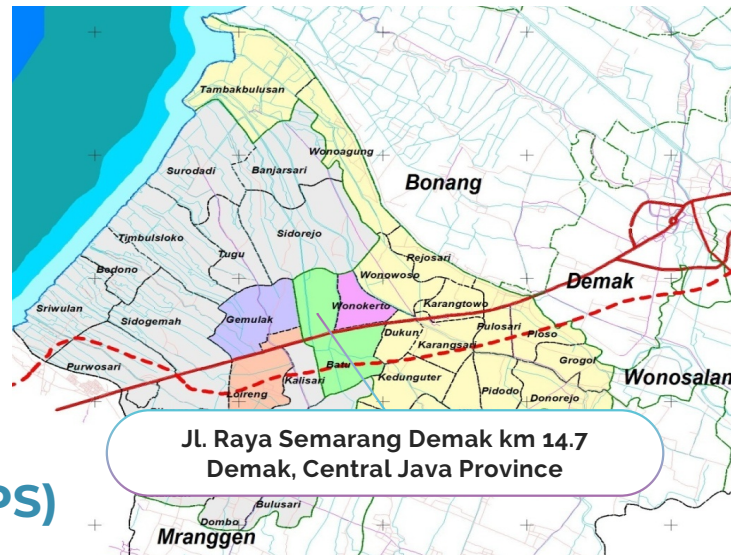 Tambakbulusan
Wonoagung
Surodadi
Banjarsari
Bonang
Timbulsloko
Tugu
Sidorejo
Rejosari
Bedono
Wonowoso
Demak
Sriwulan
Sidogemah
Gemulak
Wonokerto
Karangtowo
Dukun
Pulosari
Ploso
Purwosari
Karangsari
Grogol
Batu
Kedunguter
Wonosalam
Loireng
Kalisari
Pidodo
Donorejo
Jl. Raya Semarang Demak km 14.7
Demak, Central Java Province
PS)
Bulusari
Dombo
Mranggen